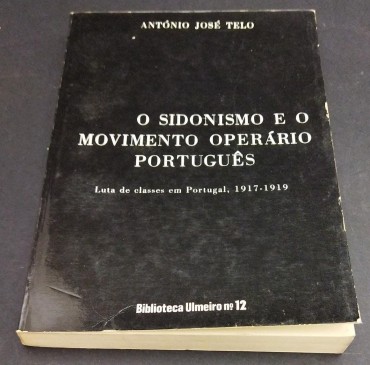 ANTÓNIO JOSÉ TELO
O SIDONISMO E O
MOVIMENTO OPERÁRIO
PORTUGUÊS
Luta de classes em Portugal, 1917-1919
Biblioteca Ulmeiro nº 12